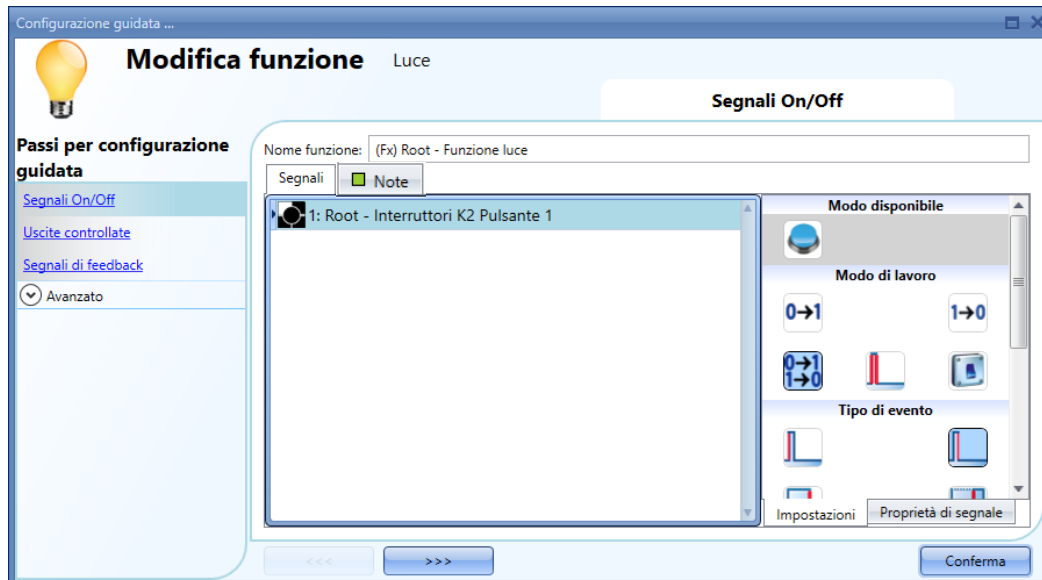 Configurazione guidata ...
Modifica funzione Luce
Segnali On/Off
Passi per configurazione
guidata
Segnali On/Off
Uscite controllate
Segnali di feedback
Avanzato
Nome funzione: (Fx) Root - Funzione luce
Segnali Note
1: Root - Interruttori K2 Pulsante 1
Modo disponibile
Modo di lavoro
0→1 1→0
0→1
1→0
Tipo di evento
Impostazioni Proprietà di segnale
<<< >>> Conferma